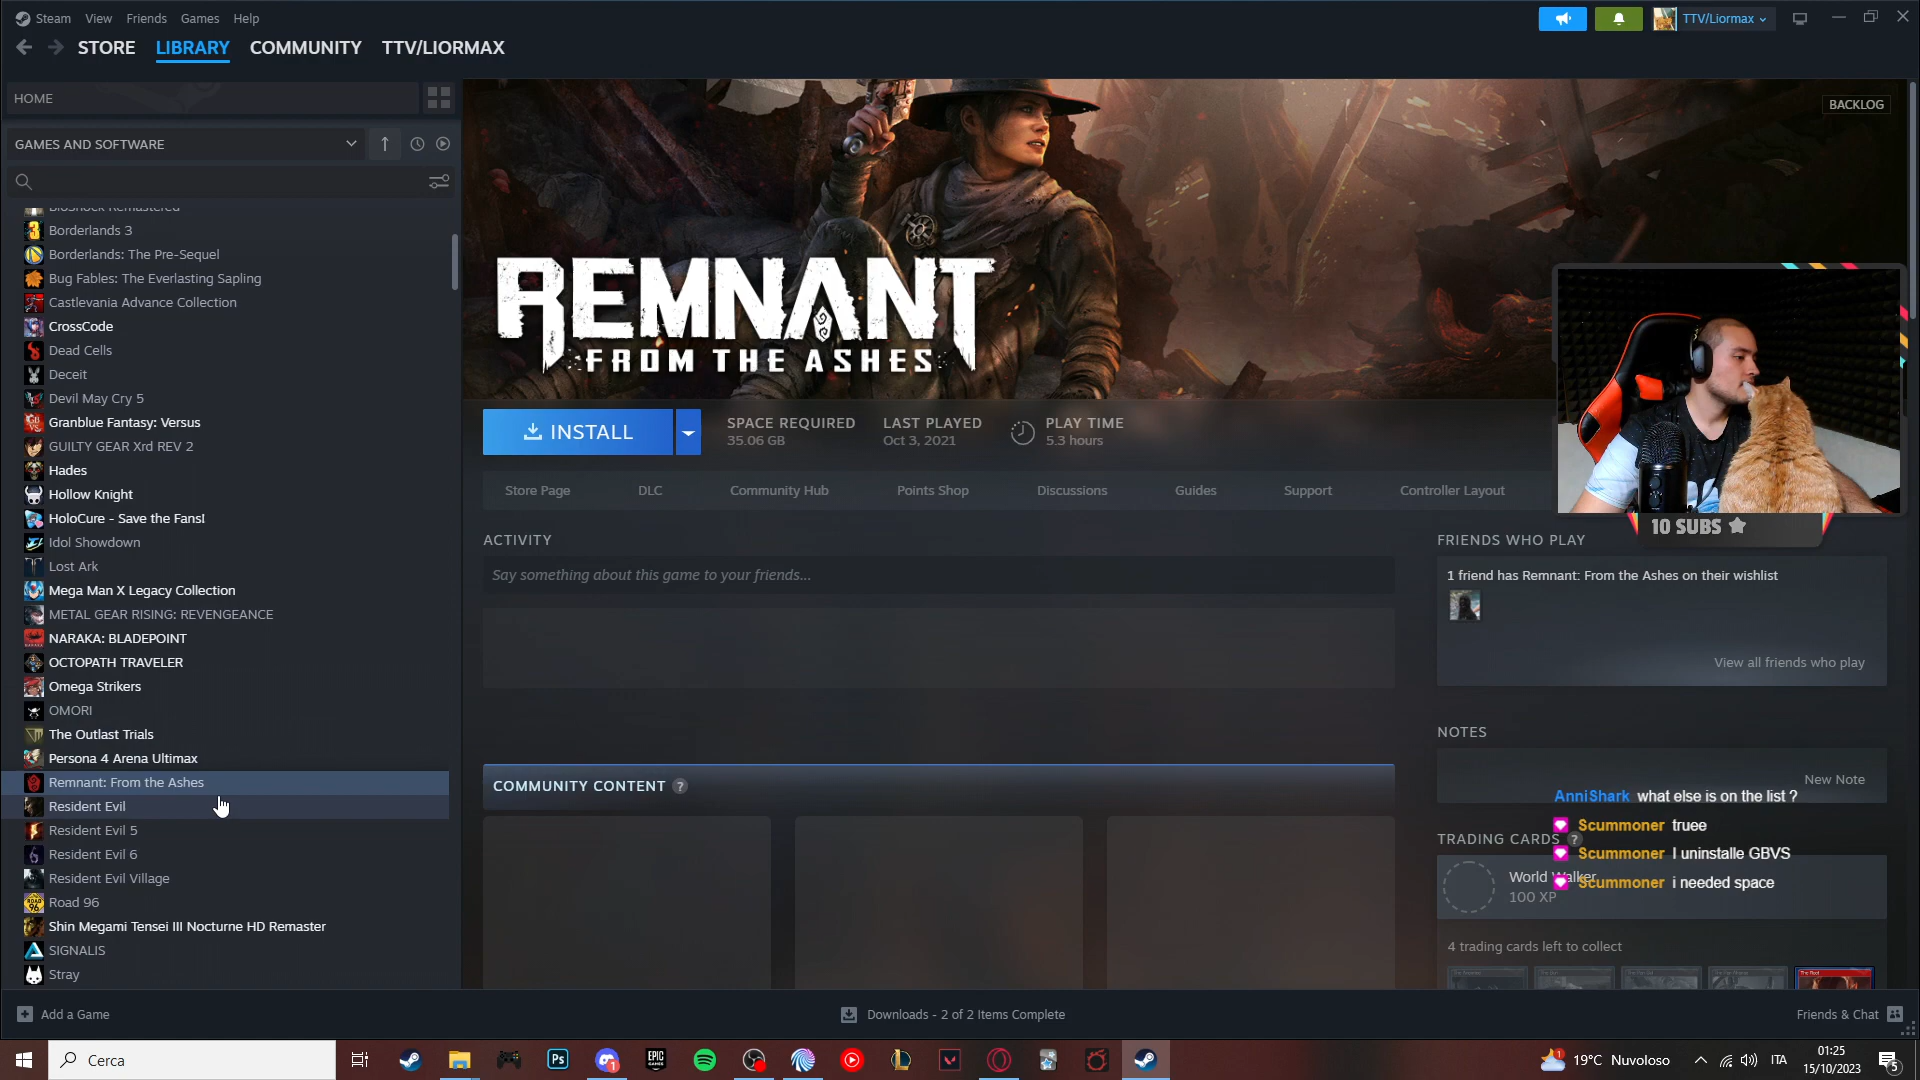 Steam View Friends Games Help
TTV/Liormax
STORE LIBRARY COMMUNITY TTV/LIORMAX
HOME
BACKLOG
GAMES AND SOFTWARE
BioShock Remastered
Borderlands 3
Borderlands: The Pre-Sequel
Bug Fables: The Everlasting Sapling
Castlevania Advance Collection
CrossCode
Dead Cells
Deceit
Devil May Cry 5
Granblue Fantasy: Versus
GUILTY GEAR Xrd REV 2
Hades
Hollow Knight
HoloCure - Save the Fans!
Idol Showdown
Lost Ark
Mega Man X Legacy Collection
METAL GEAR RISING: REVENGEANCE
NARAKA: BLADEPOINT
OCTOPATH TRAVELER
Omega Strikers
OMORI
The Outlast Trials
Persona 4 Arena Ultimax
Remnant: From the Ashes
Resident Evil
Resident Evil 5
Resident Evil 6
Resident Evil Village
Road 96
Shin Megami Tensei III Nocturne HD Remaster
SIGNALIS
Stray
REMNANT
FROM THE ASHES
INSTALL
SPACE REQUIRED
35.06 GB
LAST PLAYED
Oct 3, 2021
PLAY TIME
5.3 hours
Store Page DLC Community Hub Points Shop Discussions Guides Support Controller Layout
10 SUBS
ACTIVITY
Say something about this game to your friends...
COMMUNITY CONTENT ?
FRIENDS WHO PLAY
1 friend has Remnant: From the Ashes on their wishlist
View all friends who play
NOTES
New Note
AnniShark what else is on the list ?
Scummoner truee
Scummoner I uninstalle GBVS
Scummoner i needed space
TRADING CARDS ?
World Walker
100 XP
4 trading cards left to collect
Add a Game
Downloads - 2 of 2 Items Complete
Friends & Chat
Cerca
Ps
EPIC GAMES
19°C Nuvoloso
ITA
01:25
15/10/2023
5